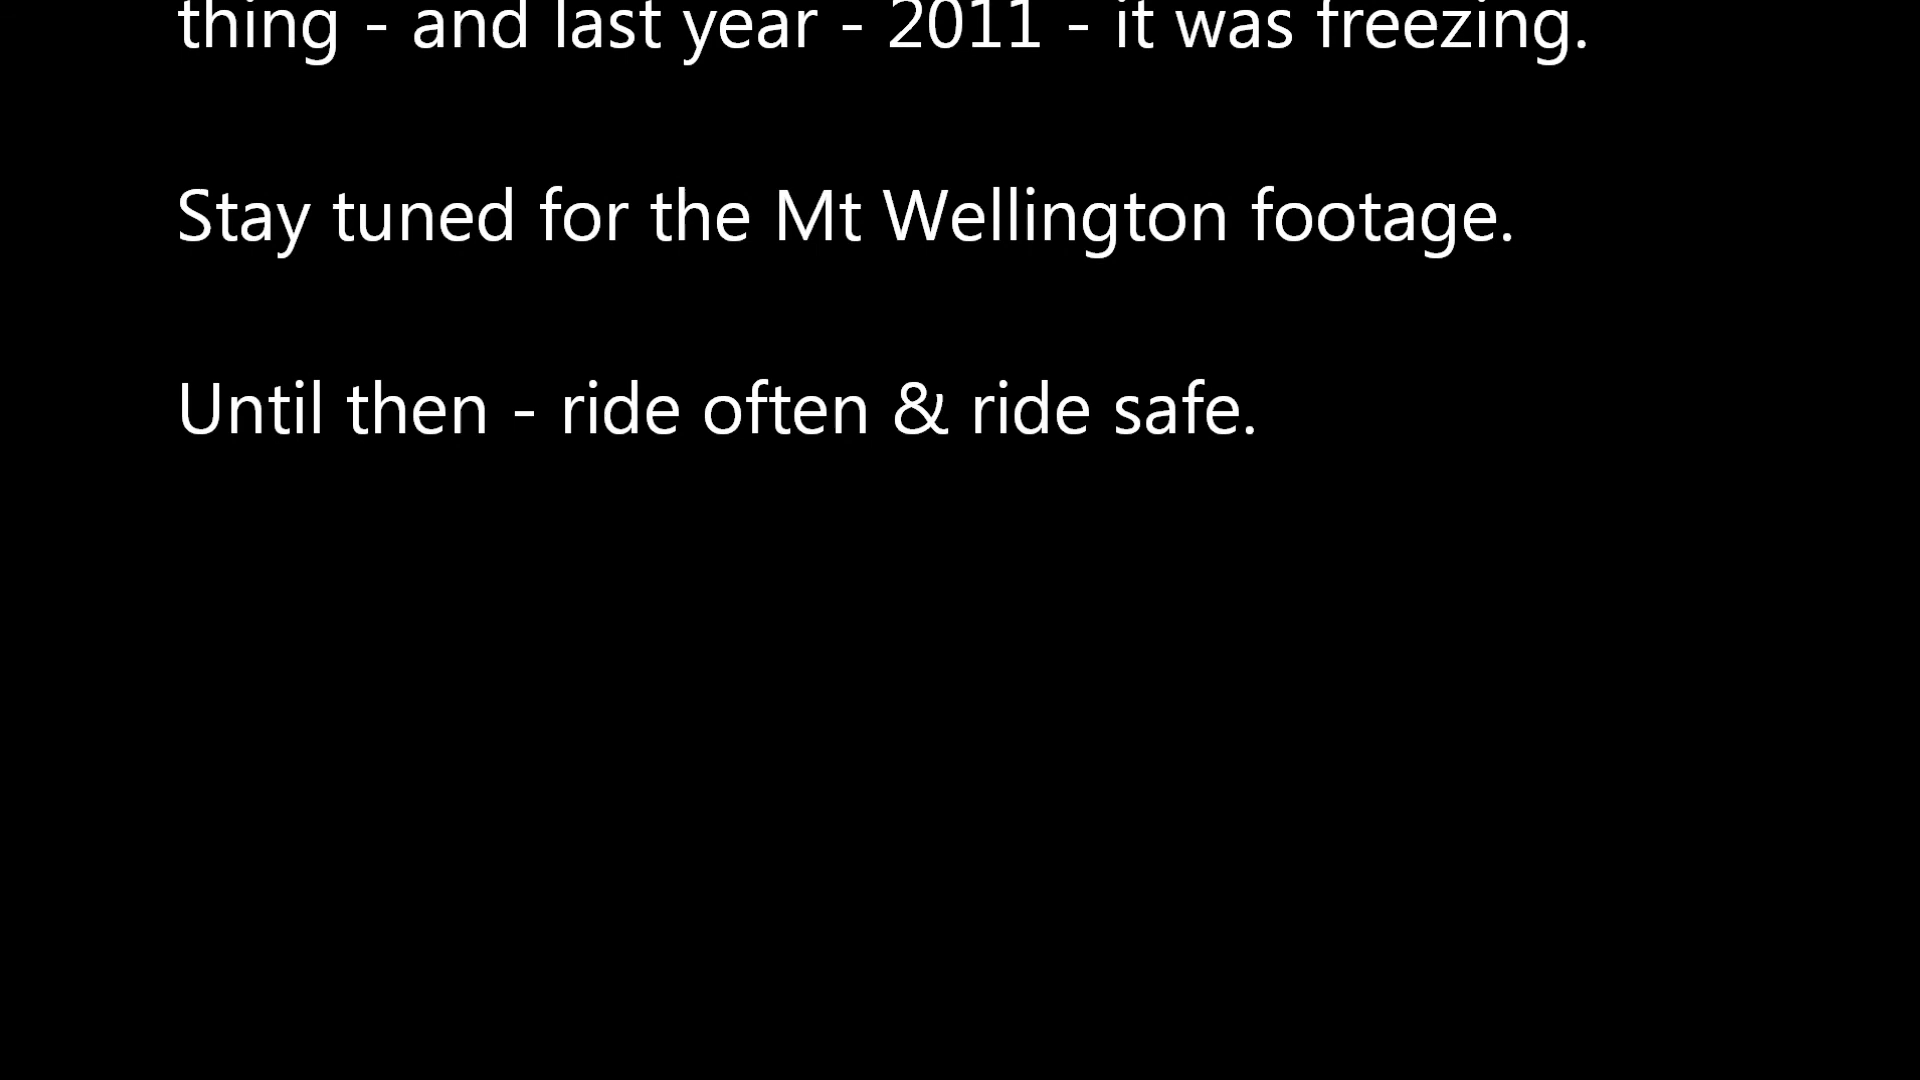 thing - and last year - 2011 - it was freezing.
Stay tuned for the Mt Wellington footage.
Until then - ride often & ride safe.